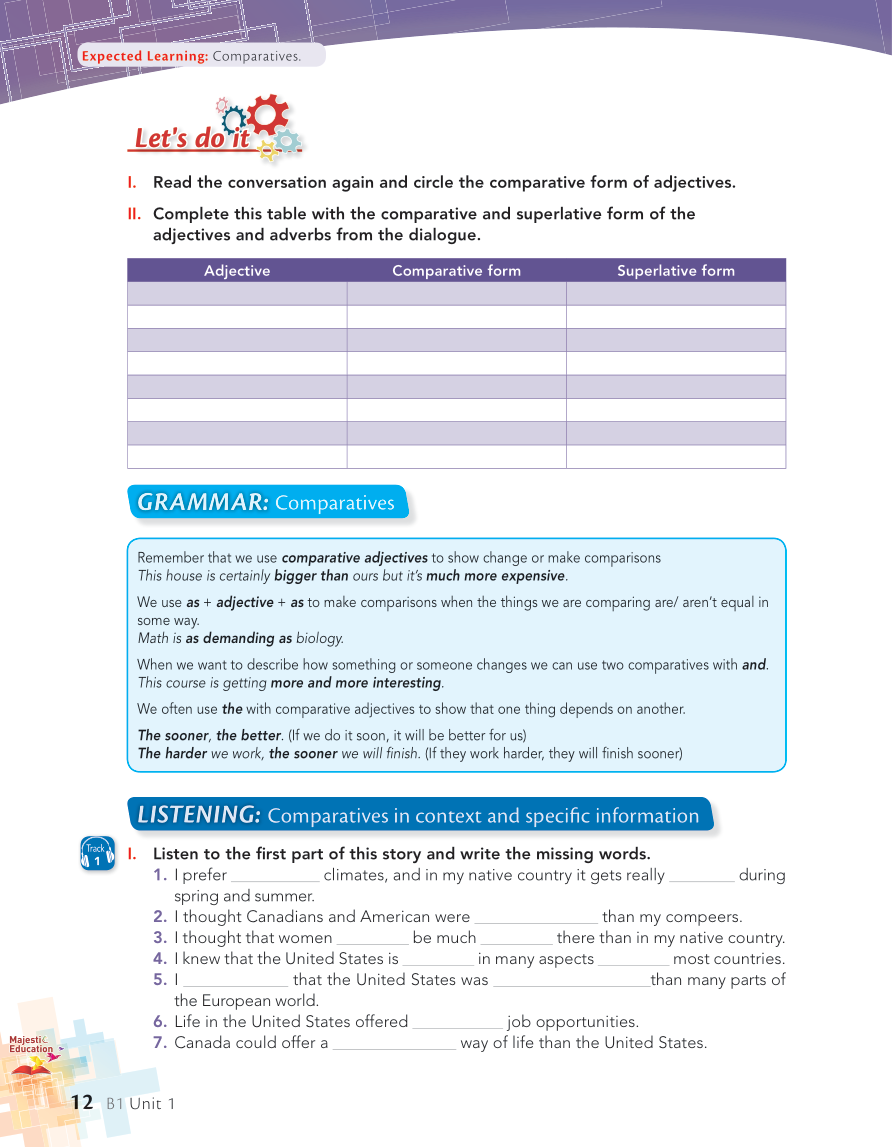 Expected Learning: Comparatives.
Let's do it
I. Read the conversation again and circle the comparative form of adjectives.
II. Complete this table with the comparative and superlative form of the
adjectives and adverbs from the dialogue.
Adjective Comparative form Superlative form
GRAMMAR: Comparatives
Remember that we use comparative adjectives to show change or make comparisons
This house is certainly bigger than ours but it's much more expensive.
We use as + adjective + as to make comparisons when the things we are comparing are/ aren't equal in
some way.
Math is as demanding as biology.
When we want to describe how something or someone changes we can use two comparatives with and.
This course is getting more and more interesting.
We often use the with comparative adjectives to show that one thing depends on another.
The sooner, the better. (If we do it soon, it will be better for us)
The harder we work, the sooner we will finish. (If they work harder, they will finish sooner)
LISTENING: Comparatives in context and specific information
Track
1
I. Listen to the first part of this story and write the missing words.
1. I prefer __________ climates, and in my native country it gets really ________ during
spring and summer.
2. I thought Canadians and American were ______________ than my compeers.
3. I thought that women ________ be much ________ there than in my native country.
4. I knew that the United States is ________ in many aspects ________ most countries.
5. I ____________ that the United States was __________________than many parts of
the European world.
6. Life in the United States offered __________ job opportunities.
7. Canada could offer a ______________ way of life than the United States.
Majestic
Education
12 B1 Unit 1